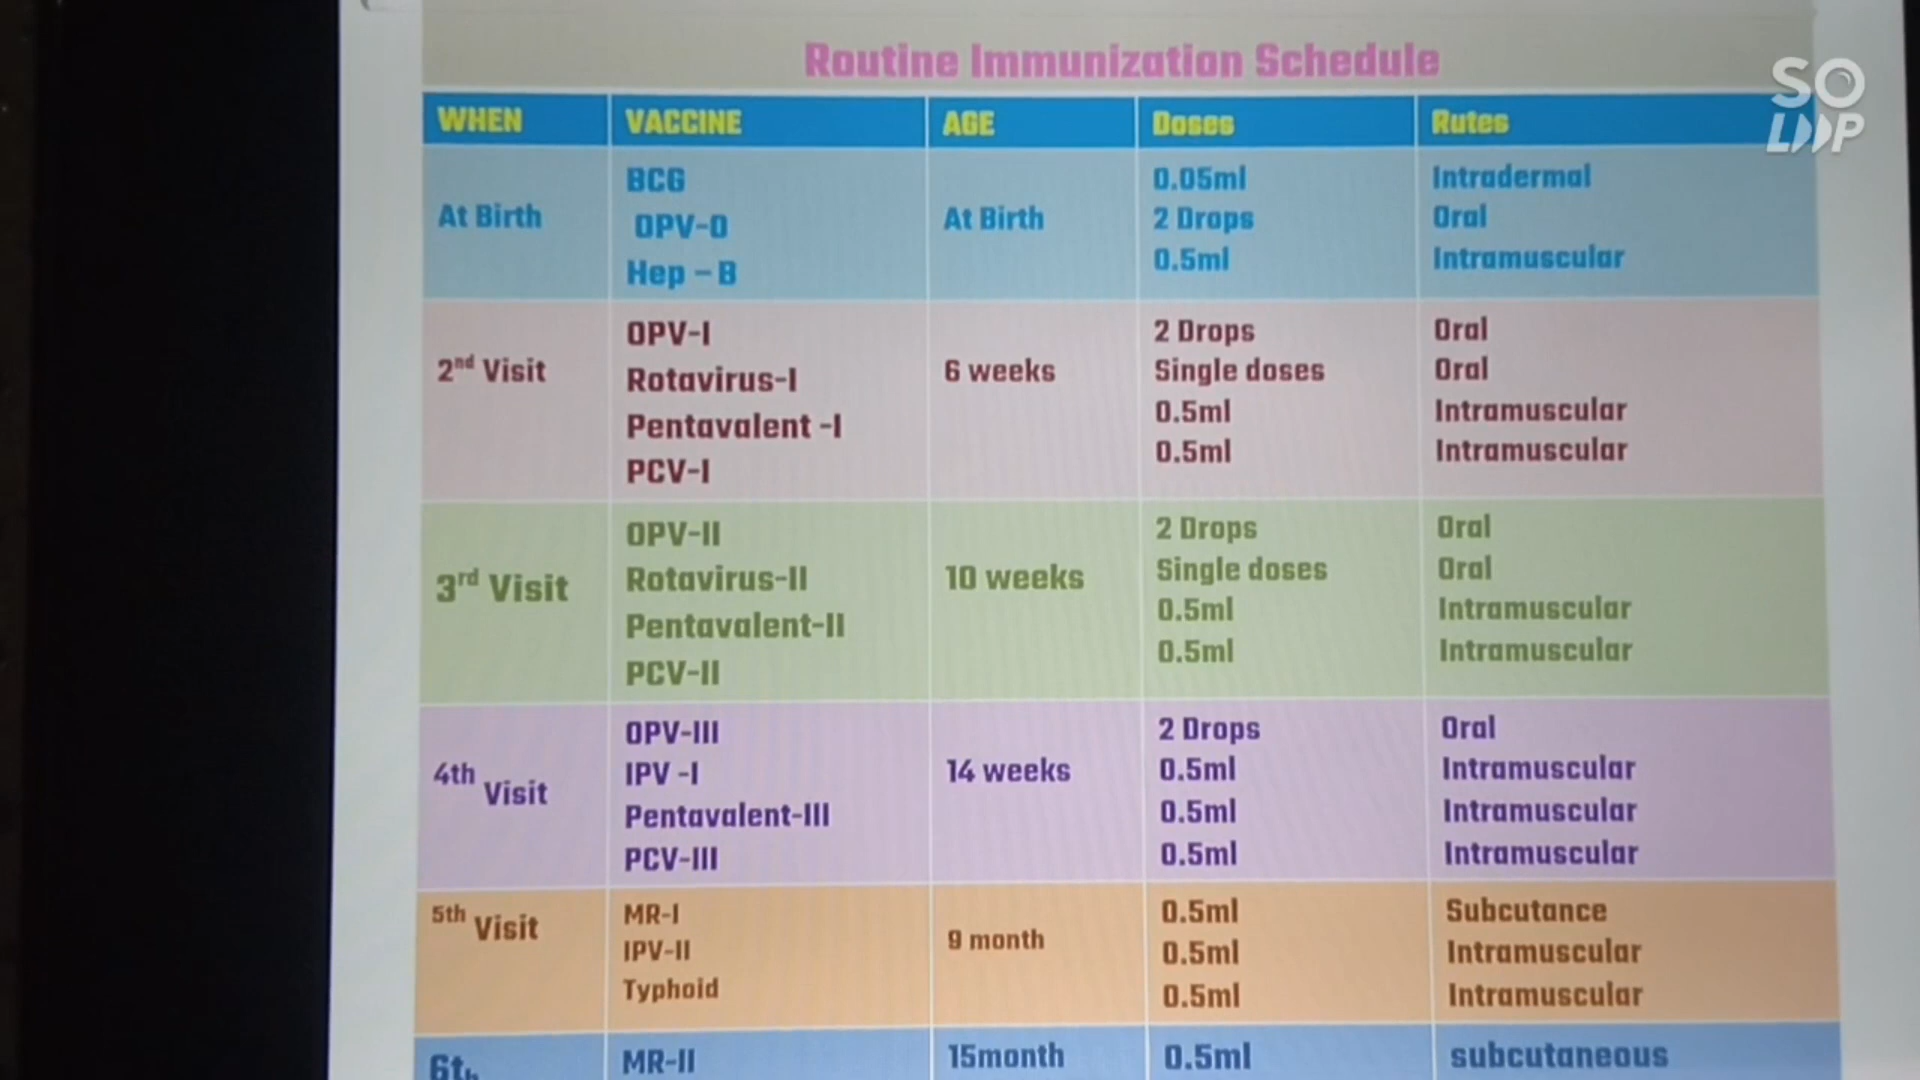 Routine Immunization Schedule
SO
LOOP
WHEN VACCINE AGE Doses Rutes
At Birth
BCG
OPV-0
Hep – B
At Birth
0.05ml
2 Drops
0.5ml
Intradermal
Oral
Intramuscular
2nd Visit
OPV-I
Rotavirus-I
Pentavalent -I
PCV-I
6 weeks
2 Drops
Single doses
0.5ml
0.5ml
Oral
Oral
Intramuscular
Intramuscular
3rd Visit
OPV-II
Rotavirus-II
Pentavalent-II
PCV-II
10 weeks
2 Drops
Single doses
0.5ml
0.5ml
Oral
Oral
Intramuscular
Intramuscular
4th Visit
OPV-III
IPV -I
Pentavalent-III
PCV-III
14 weeks
2 Drops
0.5ml
0.5ml
0.5ml
Oral
Intramuscular
Intramuscular
Intramuscular
5th Visit
MR-I
IPV-II
Typhoid
9 month
0.5ml
0.5ml
0.5ml
Subcutance
Intramuscular
Intramuscular
6th
MR-II
15month
0.5ml
subcutaneous